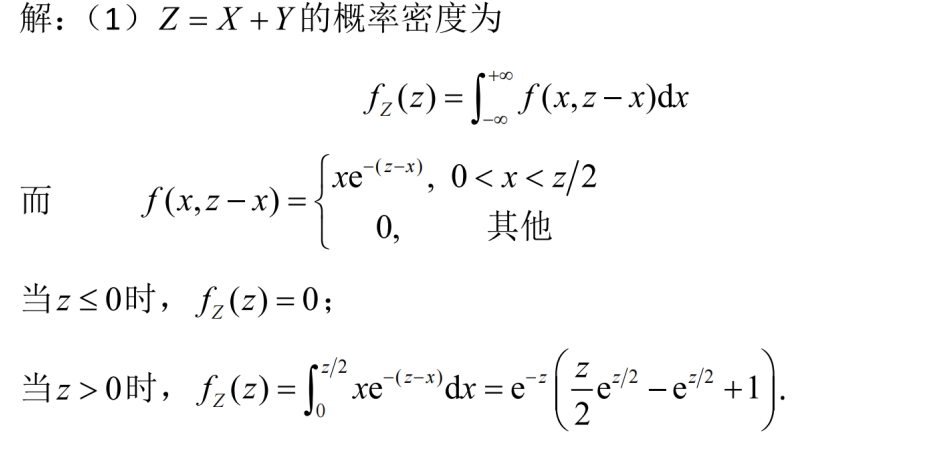 解：（1）Z = X + Y的概率密度为
f_Z(z) = ∫_{-∞}^{+∞} f(x, z − x)dx
而 f(x, z − x) = { xe^{-(z-x)}, 0 < x < z/2
0, 其他
当z ≤ 0时，f_Z(z) = 0；
当z > 0时，f_Z(z) = ∫_0^{z/2} xe^{-(z-x)}dx = e^{-z}(z/2 e^{z/2} − e^{z/2} + 1).